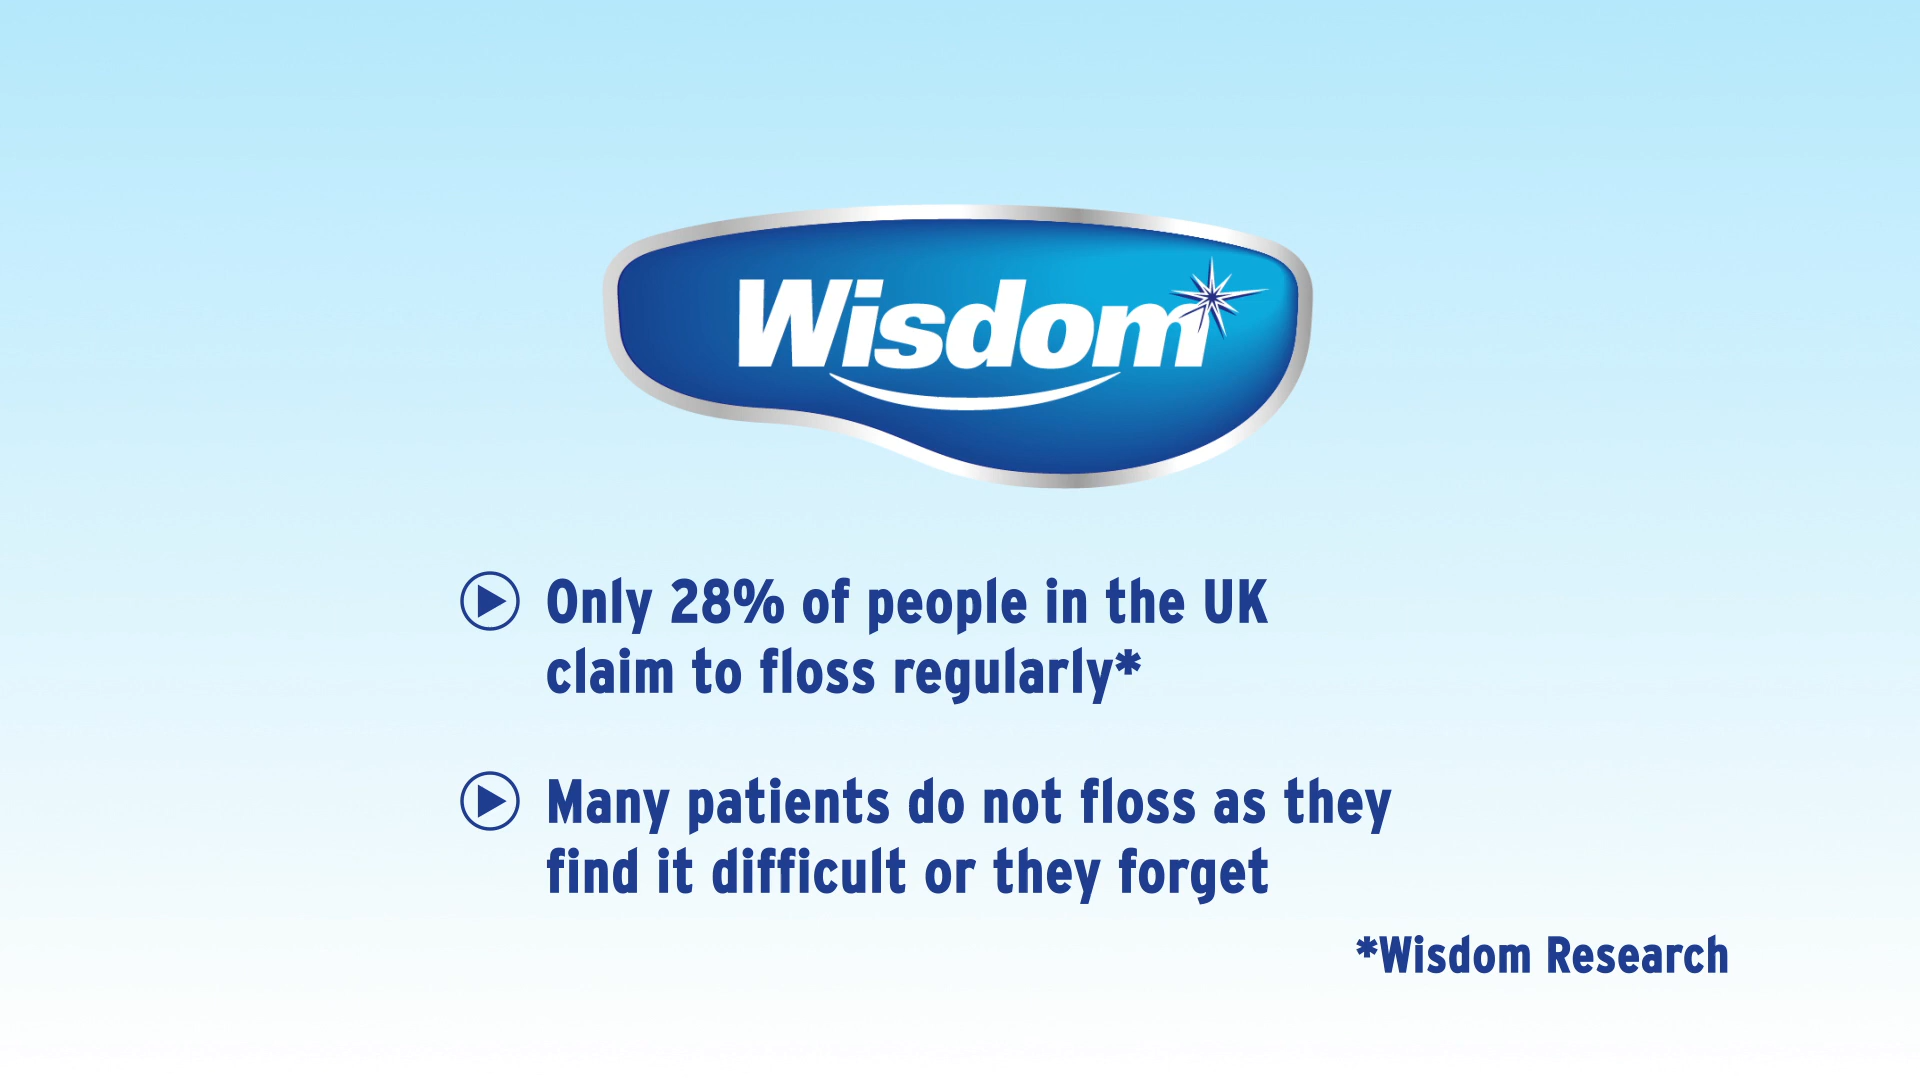 Wisdom
Only 28% of people in the UK
claim to floss regularly*
Many patients do not floss as they
find it difficult or they forget
*Wisdom Research